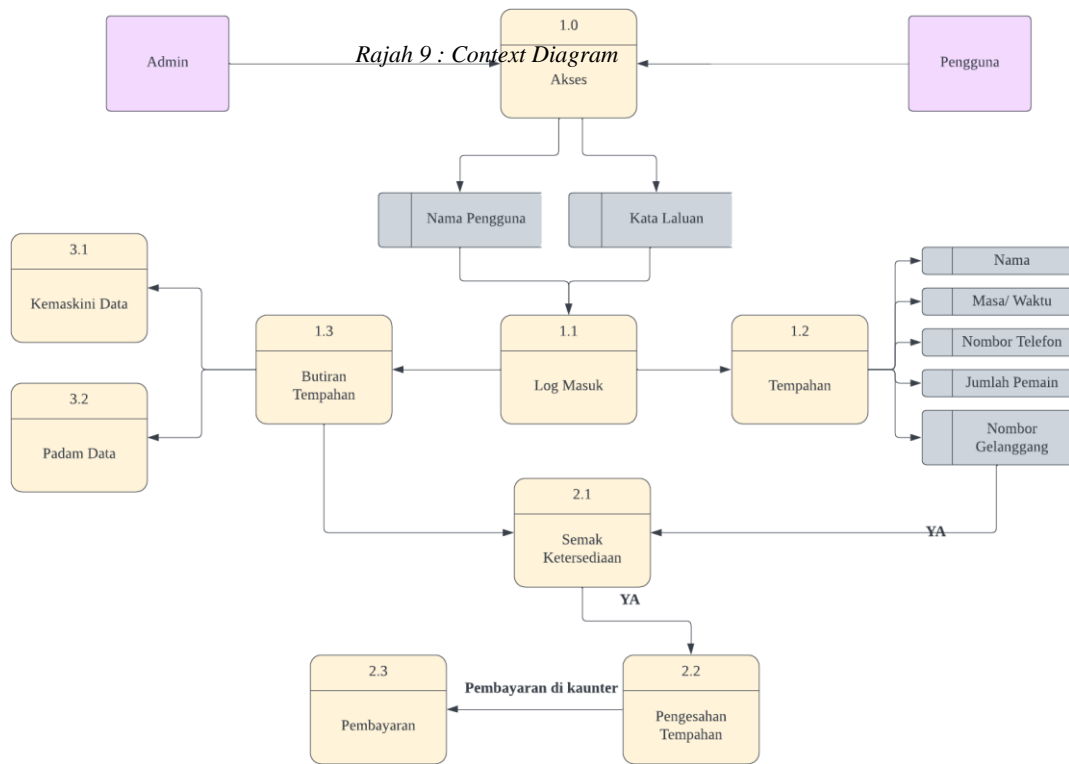 1.0
Admin
Rajah 9 : Context Diagram
Akses
Pengguna
Nama Pengguna
Kata Laluan
3.1
Kemaskini Data
Nama
Masa/ Waktu
Nombor Telefon
Jumlah Pemain
Nombor
Gelanggang
1.3
Butiran
Tempahan
1.1
Log Masuk
1.2
Tempahan
3.2
Padam Data
2.1
Semak
Ketersediaan
YA
YA
2.3
Pembayaran
Pembayaran di kaunter
2.2
Pengesahan
Tempahan